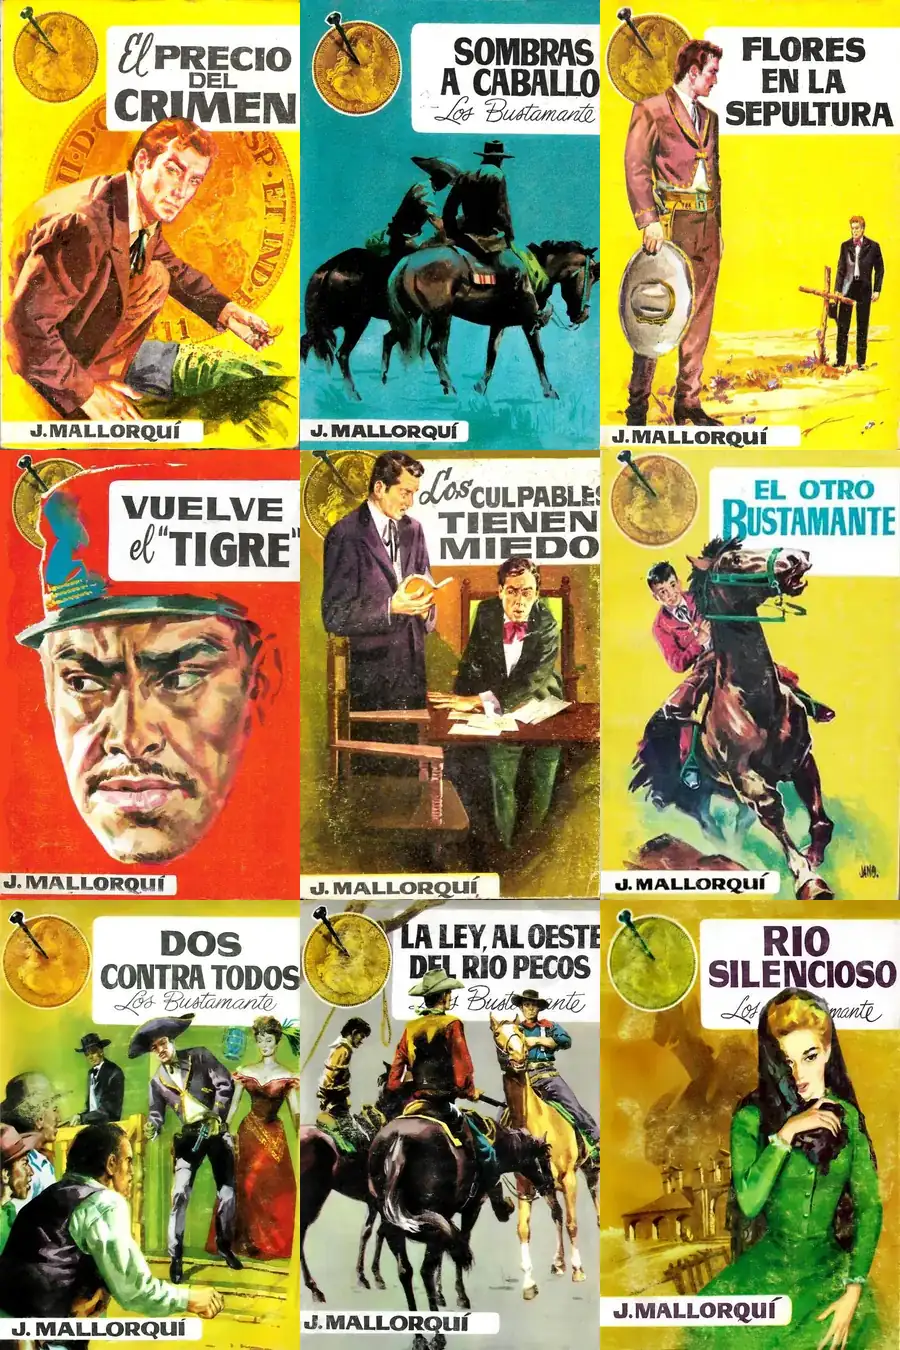 El PRECIO
DEL
CRIMEN
J. MALLORQUÍ
SOMBRAS
A CABALLO
Los Bustamante
J. MALLORQUÍ
FLORES
EN LA
SEPULTURA
J. MALLORQUÍ
VUELVE
el "TIGRE"
J. MALLORQUÍ
Los CULPABLES
TIENEN
MIEDO
J. MALLORQUÍ
EL OTRO
BUSTAMANTE
JANO.
J. MALLORQUÍ
DOS
CONTRA TODOS
Los Bustamante
J. MALLORQUÍ
LA LEY, AL OESTE
DEL RÍO PECOS
J. MALLORQUÍ
RIO
SILENCIOSO
J. MALLORQUÍ